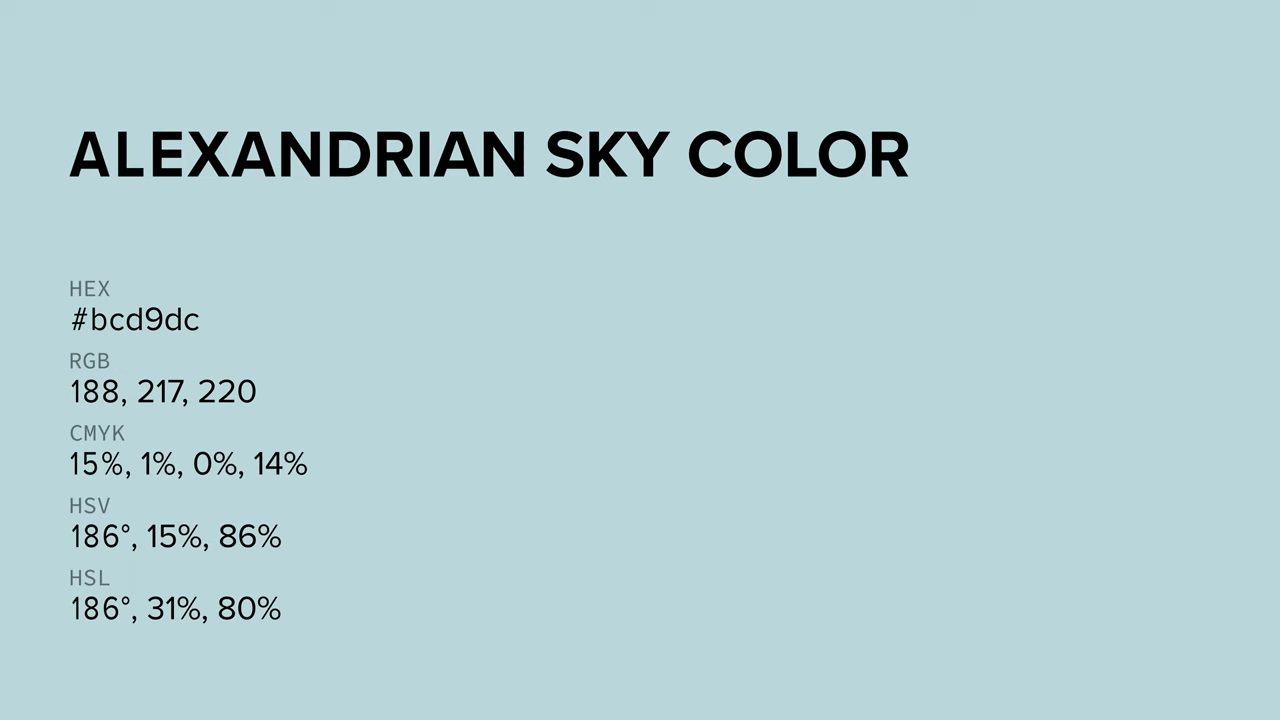 ALEXANDRIAN SKY COLOR
HEX
#bcd9dc
RGB
188, 217, 220
CMYK
15%, 1%, 0%, 14%
HSV
186°, 15%, 86%
HSL
186°, 31%, 80%